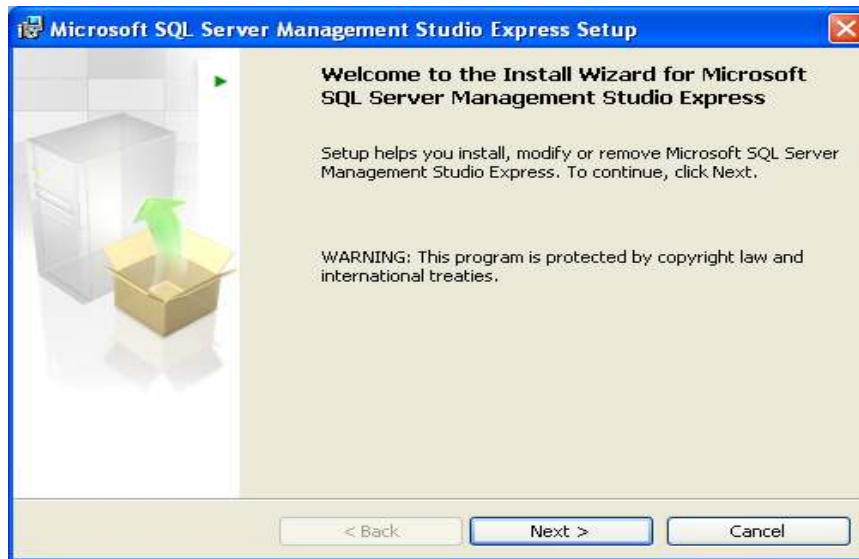 Microsoft SQL Server Management Studio Express Setup
Welcome to the Install Wizard for Microsoft
SQL Server Management Studio Express
Setup helps you install, modify or remove Microsoft SQL Server
Management Studio Express. To continue, click Next.
WARNING: This program is protected by copyright law and
international treaties.
< Back
Next >
Cancel